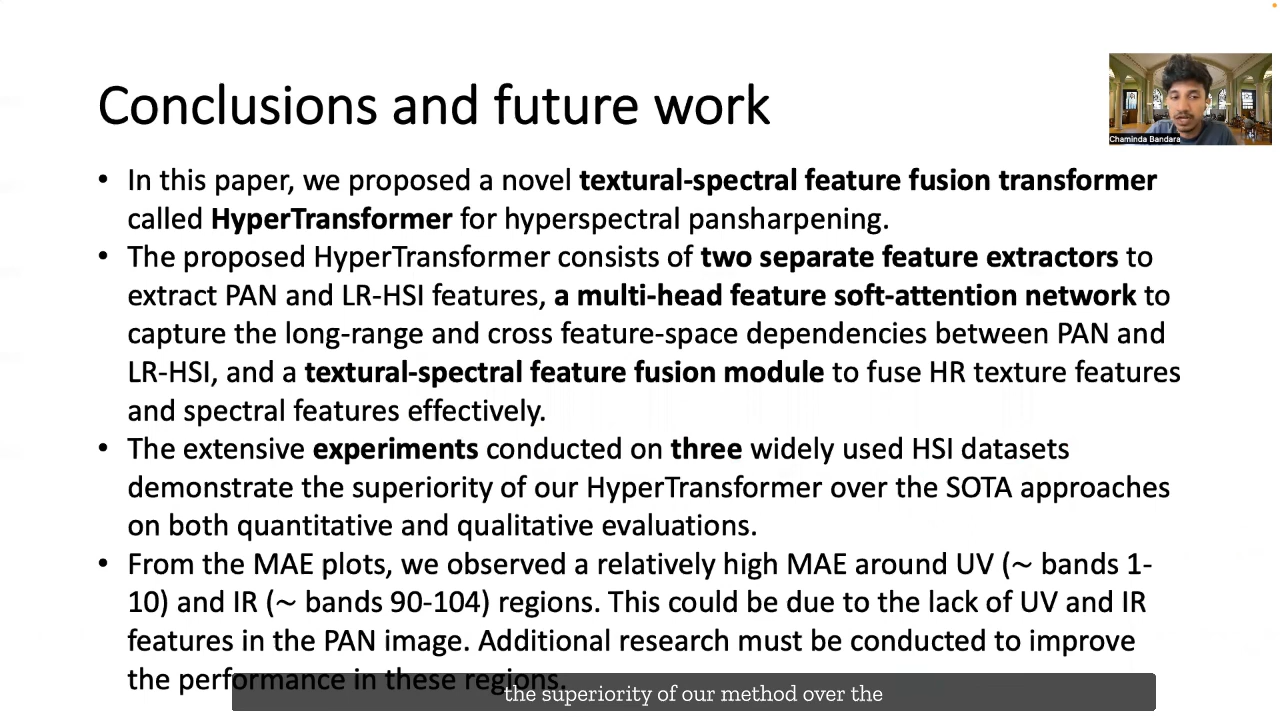 Conclusions and future work
Chaminda Bandara
• In this paper, we proposed a novel textural-spectral feature fusion transformer
called HyperTransformer for hyperspectral pansharpening.
• The proposed HyperTransformer consists of two separate feature extractors to
extract PAN and LR-HSI features, a multi-head feature soft-attention network to
capture the long-range and cross feature-space dependencies between PAN and
LR-HSI, and a textural-spectral feature fusion module to fuse HR texture features
and spectral features effectively.
• The extensive experiments conducted on three widely used HSI datasets
demonstrate the superiority of our HyperTransformer over the SOTA approaches
on both quantitative and qualitative evaluations.
• From the MAE plots, we observed a relatively high MAE around UV (~ bands 1-
10) and IR (~ bands 90-104) regions. This could be due to the lack of UV and IR
features in the PAN image. Additional research must be conducted to improve
the performance in these regions.
the superiority of our method over the